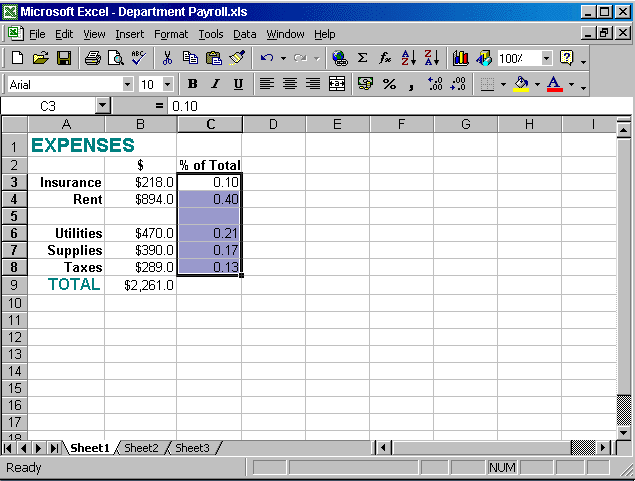 Microsoft Excel - Department Payroll.xls
File Edit View Insert Format Tools Data Window Help
100%
Arial 10 B I U $ % ,
C3 = 0.10
A B C D E F G H I
1 EXPENSES
2 $ % of Total
3 Insurance $218.0 0.10
4 Rent $894.0 0.40
5
6 Utilities $470.0 0.21
7 Supplies $390.0 0.17
8 Taxes $289.0 0.13
9 TOTAL $2,261.0
10
11
12
13
14
15
16
17
18
Sheet1 Sheet2 Sheet3
Ready NUM